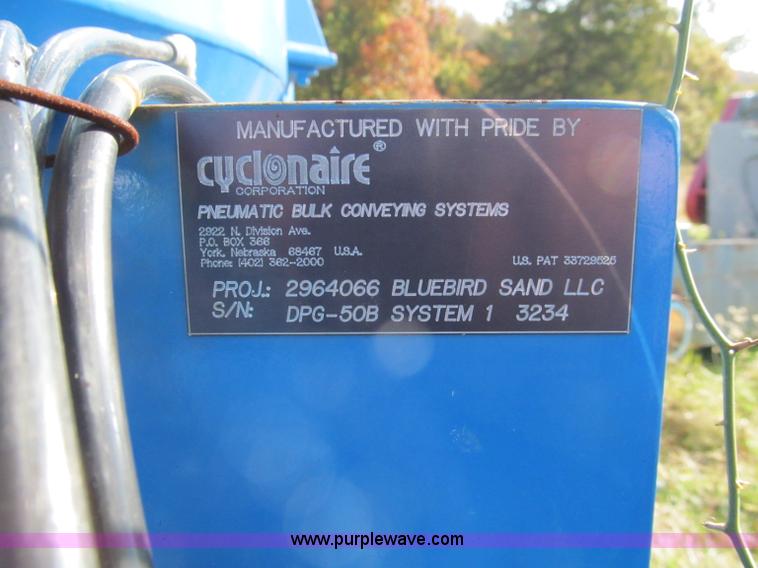 MANUFACTURED WITH PRIDE BY
cyclonaire®
CORPORATION
PNEUMATIC BULK CONVEYING SYSTEMS
2922 N. Division Ave.
P.O. BOX 366
York, Nebraska 68467 U.S.A.
Phone: (402) 362-2000
U.S. PAT 33729525
PROJ.: 2964066 BLUEBIRD SAND LLC
S/N: DPG-50B SYSTEM 1 3234
www.purplewave.com